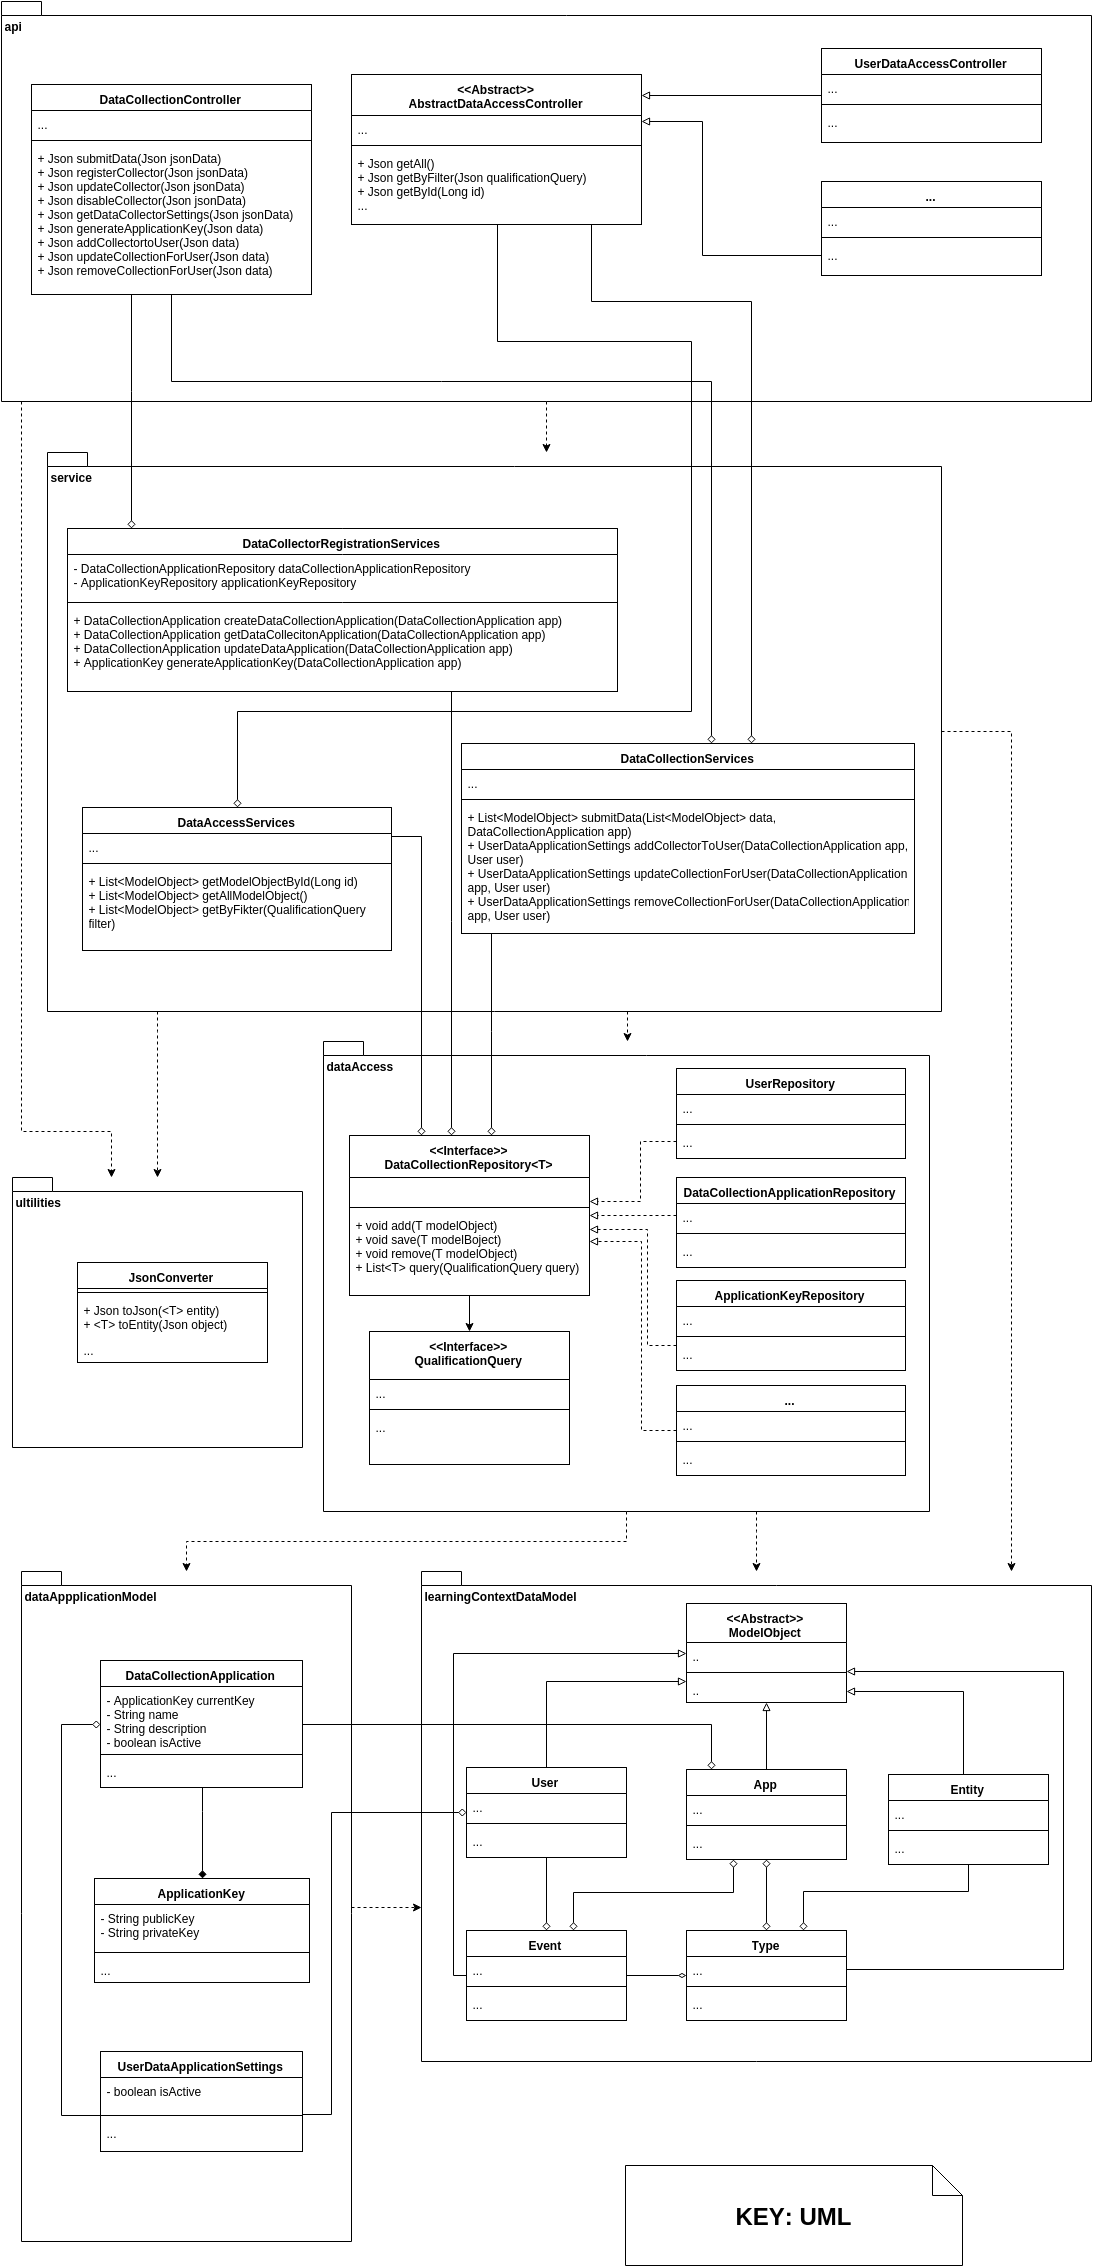 api
DataCollectionController
...
+ Json submitData(Json jsonData)
+ Json registerCollector(Json jsonData)
+ Json updateCollector(Json jsonData)
+ Json disableCollector(Json jsonData)
+ Json getDataCollectorSettings(Json jsonData)
+ Json generateApplicationKey(Json data)
+ Json addCollectortoUser(Json data)
+ Json updateCollectionForUser(Json data)
+ Json removeCollectionForUser(Json data)
<<Abstract>>
AbstractDataAccessController
...
+ Json getAll()
+ Json getByFilter(Json qualificationQuery)
+ Json getById(Long id)
...
UserDataAccessController
...
...
...
...
...
service
DataCollectorRegistrationServices
- DataCollectionApplicationRepository dataCollectionApplicationRepository
- ApplicationKeyRepository applicationKeyRepository
+ DataCollectionApplication createDataCollectionApplication(DataCollectionApplication app)
+ DataCollectionApplication getDataCollecitonApplication(DataCollectionApplication app)
+ DataCollectionApplication updateDataApplication(DataCollectionApplication app)
+ ApplicationKey generateApplicationKey(DataCollectionApplication app)
DataAccessServices
...
+ List<ModelObject> getModelObjectById(Long id)
+ List<ModelObject> getAllModelObject()
+ List<ModelObject> getByFikter(QualificationQuery
filter)
DataCollectionServices
...
+ List<ModelObject> submitData(List<ModelObject> data,
DataCollectionApplication app)
+ UserDataApplicationSettings addCollectorToUser(DataCollectionApplication app,
User user)
+ UserDataApplicationSettings updateCollectionForUser(DataCollectionApplication
app, User user)
+ UserDataApplicationSettings removeCollectionForUser(DataCollectionApplication
app, User user)
dataAccess
<<Interface>>
DataCollectionRepository<T>
+ void add(T modelObject)
+ void save(T modelBoject)
+ void remove(T modelObject)
+ List<T> query(QualificationQuery query)
<<Interface>>
QualificationQuery
...
...
UserRepository
...
...
DataCollectionApplicationRepository
...
...
ApplicationKeyRepository
...
...
...
...
...
ultilities
JsonConverter
+ Json toJson(<T> entity)
+ <T> toEntity(Json object)
...
dataAppplicationModel
DataCollectionApplication
- ApplicationKey currentKey
- String name
- String description
- boolean isActive
...
ApplicationKey
- String publicKey
- String privateKey
...
UserDataApplicationSettings
- boolean isActive
...
learningContextDataModel
<<Abstract>>
ModelObject
..
..
User
...
...
App
...
...
Entity
...
...
Event
...
...
Type
...
...
KEY: UML